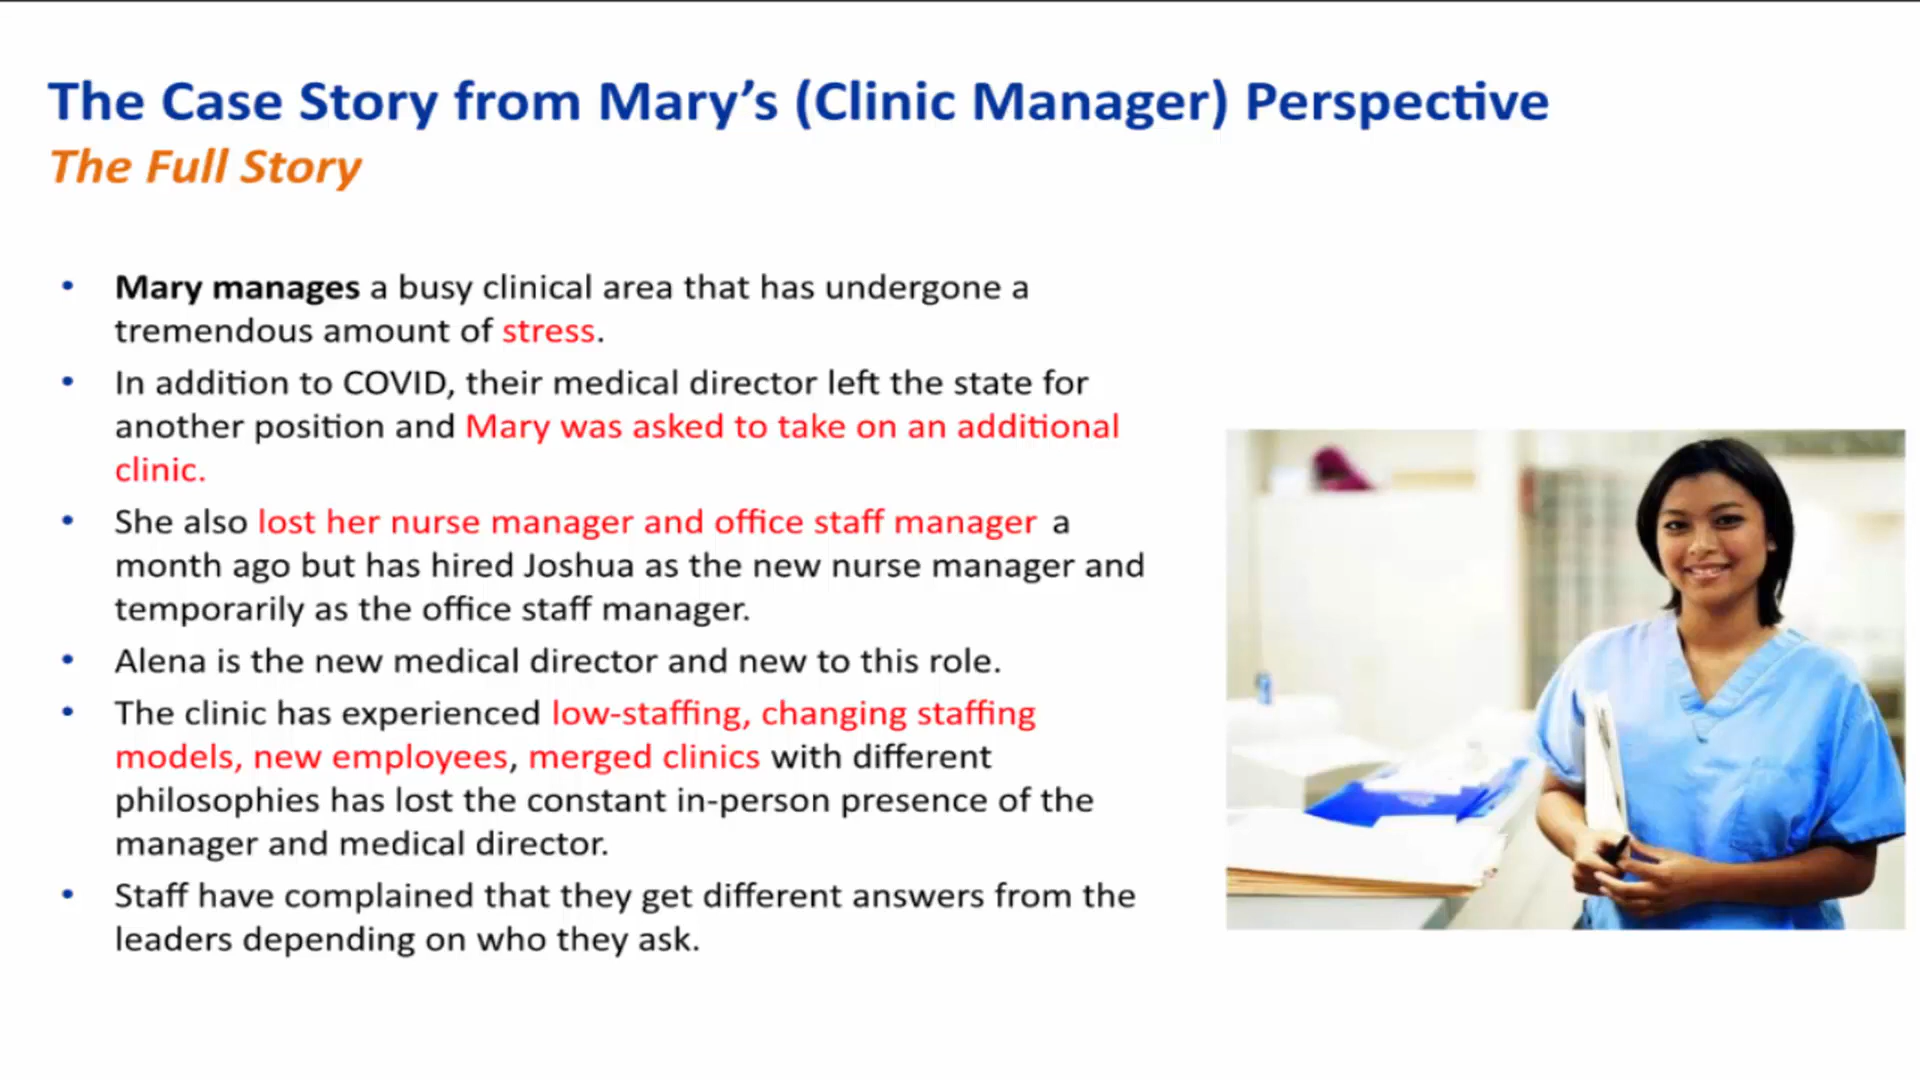 The Case Story from Mary's (Clinic Manager) Perspective
The Full Story
• Mary manages a busy clinical area that has undergone a
tremendous amount of stress.
• In addition to COVID, their medical director left the state for
another position and Mary was asked to take on an additional
clinic.
• She also lost her nurse manager and office staff manager a
month ago but has hired Joshua as the new nurse manager and
temporarily as the office staff manager.
• Alena is the new medical director and new to this role.
• The clinic has experienced low-staffing, changing staffing
models, new employees, merged clinics with different
philosophies has lost the constant in-person presence of the
manager and medical director.
• Staff have complained that they get different answers from the
leaders depending on who they ask.